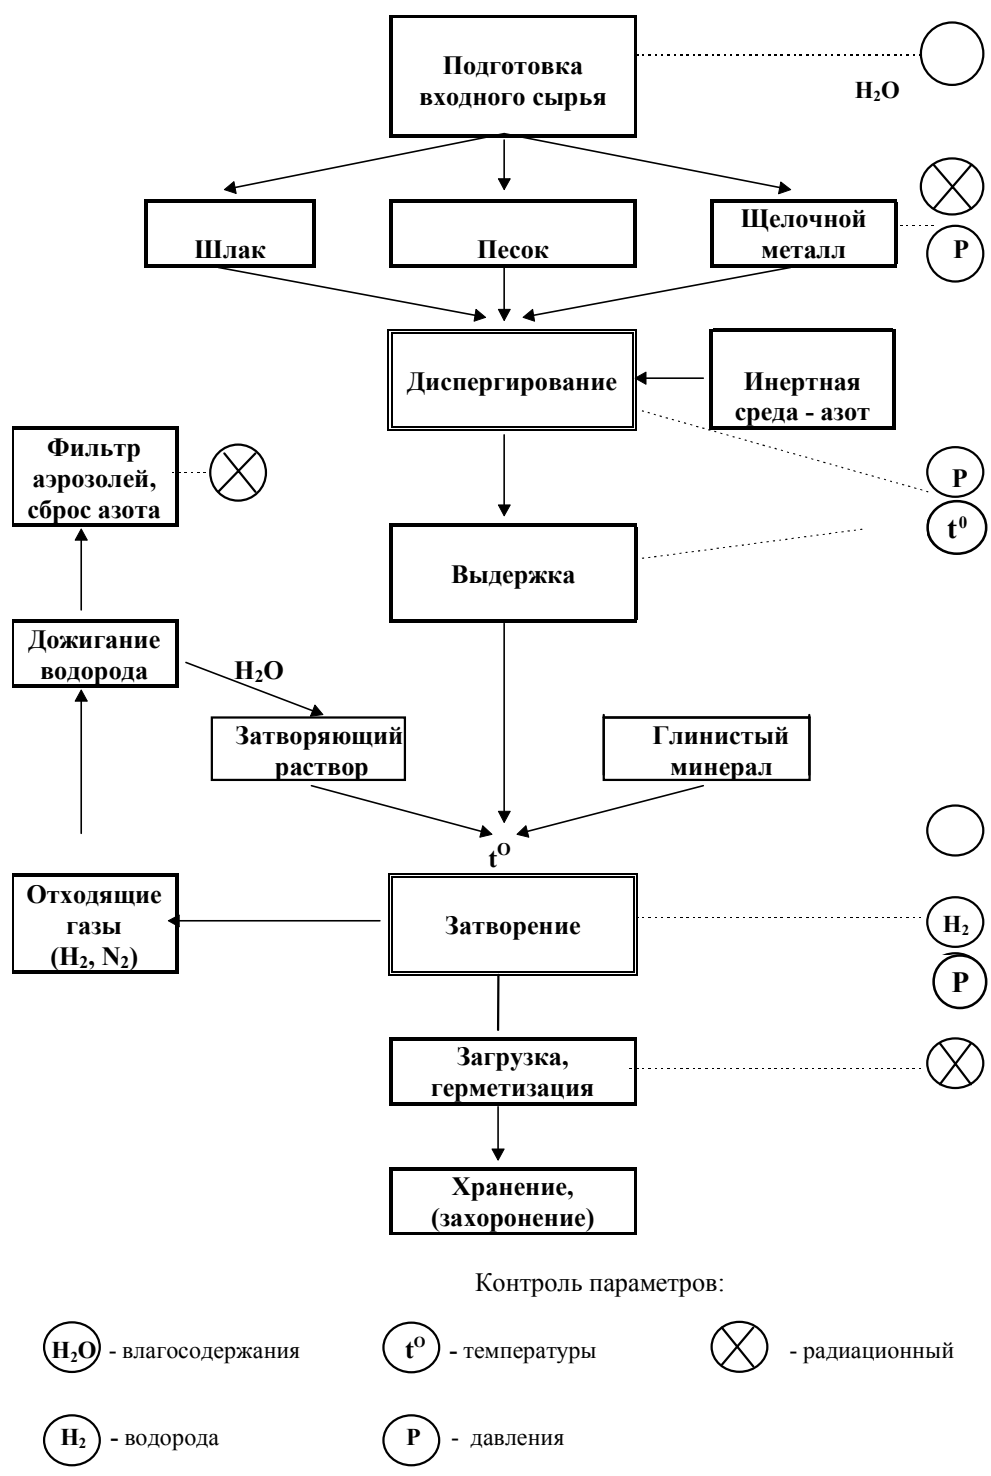 Подготовка
входного сырья
H₂O
Шлак
Песок
Щелочной
металл
P
Диспергирование
Инертная
среда - азот
Фильтр
аэрозолей,
сброс азота
P
t⁰
Выдержка
Дожигание
водорода
H₂O
Затворяющий
раствор
Глинистый
минерал
tᴼ
Отходящие
газы
(H₂, N₂)
Затворение
H₂
P
Загрузка,
герметизация
Хранение,
(захоронение)
Контроль параметров:
H₂O - влагосодержания
tᴼ - температуры
- радиационный
H₂ - водорода
P - давления